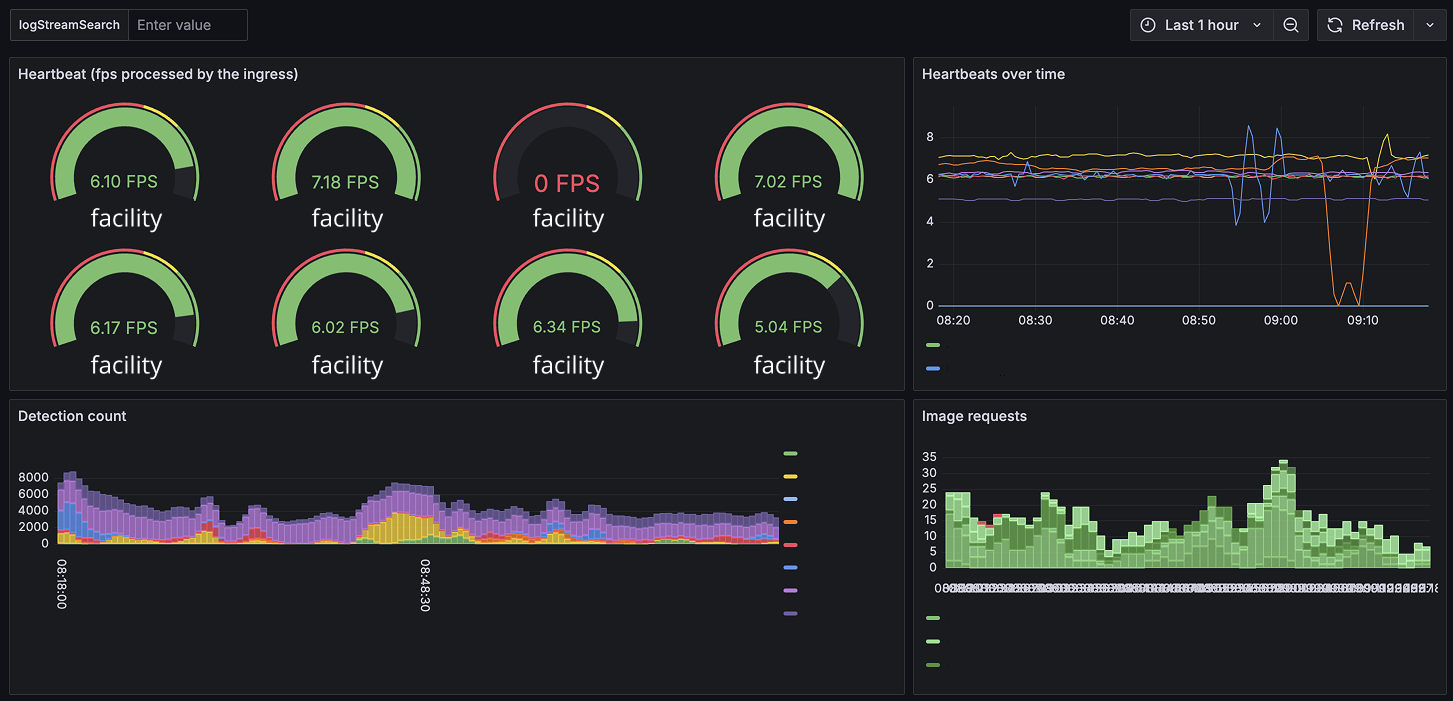 logStreamSearch Enter value
Last 1 hour Refresh
Heartbeat (fps processed by the ingress)
6.10 FPS 7.18 FPS 0 FPS 7.02 FPS
facility facility facility facility
6.17 FPS 6.02 FPS 6.34 FPS 5.04 FPS
facility facility facility facility
Heartbeats over time
8
6
4
2
0
08:20 08:30 08:40 08:50 09:00 09:10
Detection count
8000
6000
4000
2000
0
08:18:00 08:48:30
Image requests
35
30
25
20
15
10
5
0